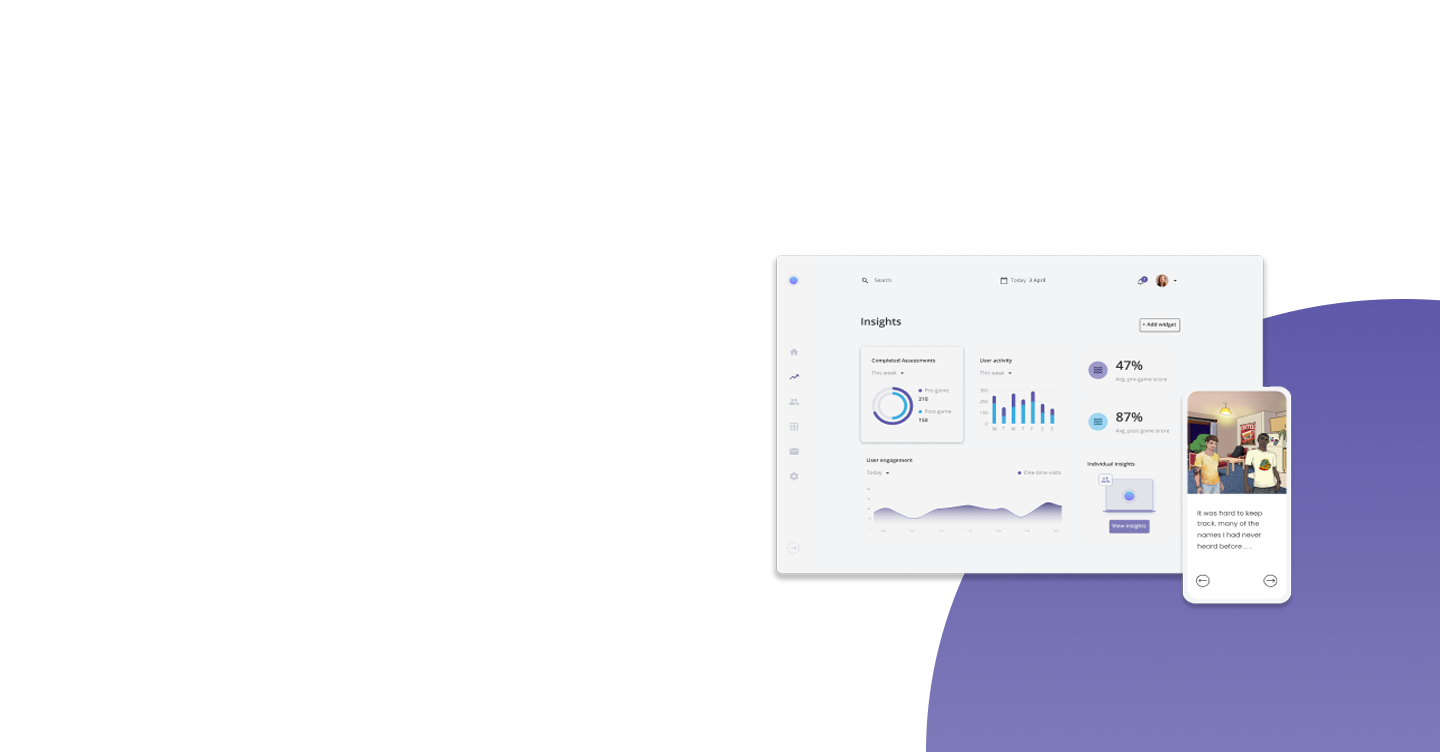 Search
Today 3 April
Insights
+ Add widget
Completed Assessments
This week
Pre-game
210
Post-game
158
User activity
This week
300
200
100
0
M T W T F S S
47%
Avg. pre-game score
87%
Avg. post-game score
User engagement
Today
One-time visits
Individual insights
View insights
It was hard to keep
track, many of the
names I had never
heard before . . .